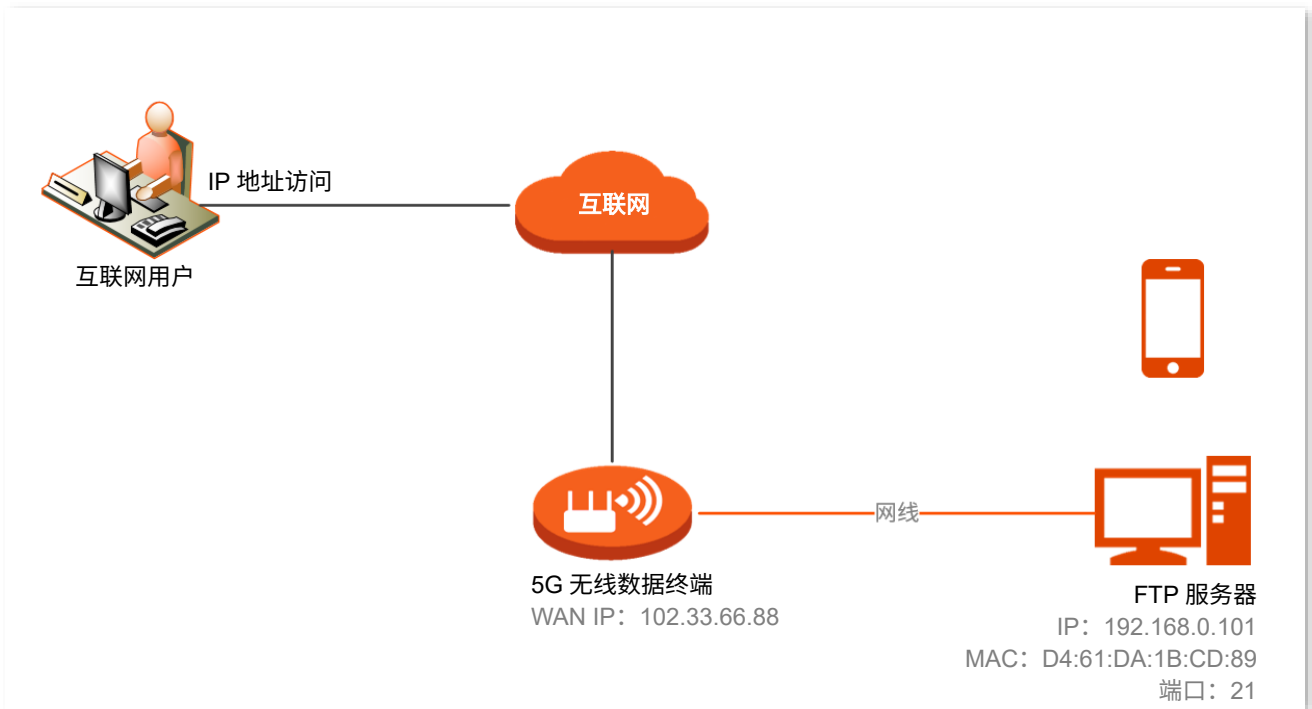 IP 地址访问
互联网
互联网用户
网线
5G 无线数据终端
WAN IP：102.33.66.88
FTP 服务器
IP：192.168.0.101
MAC：D4:61:DA:1B:CD:89
端口：21